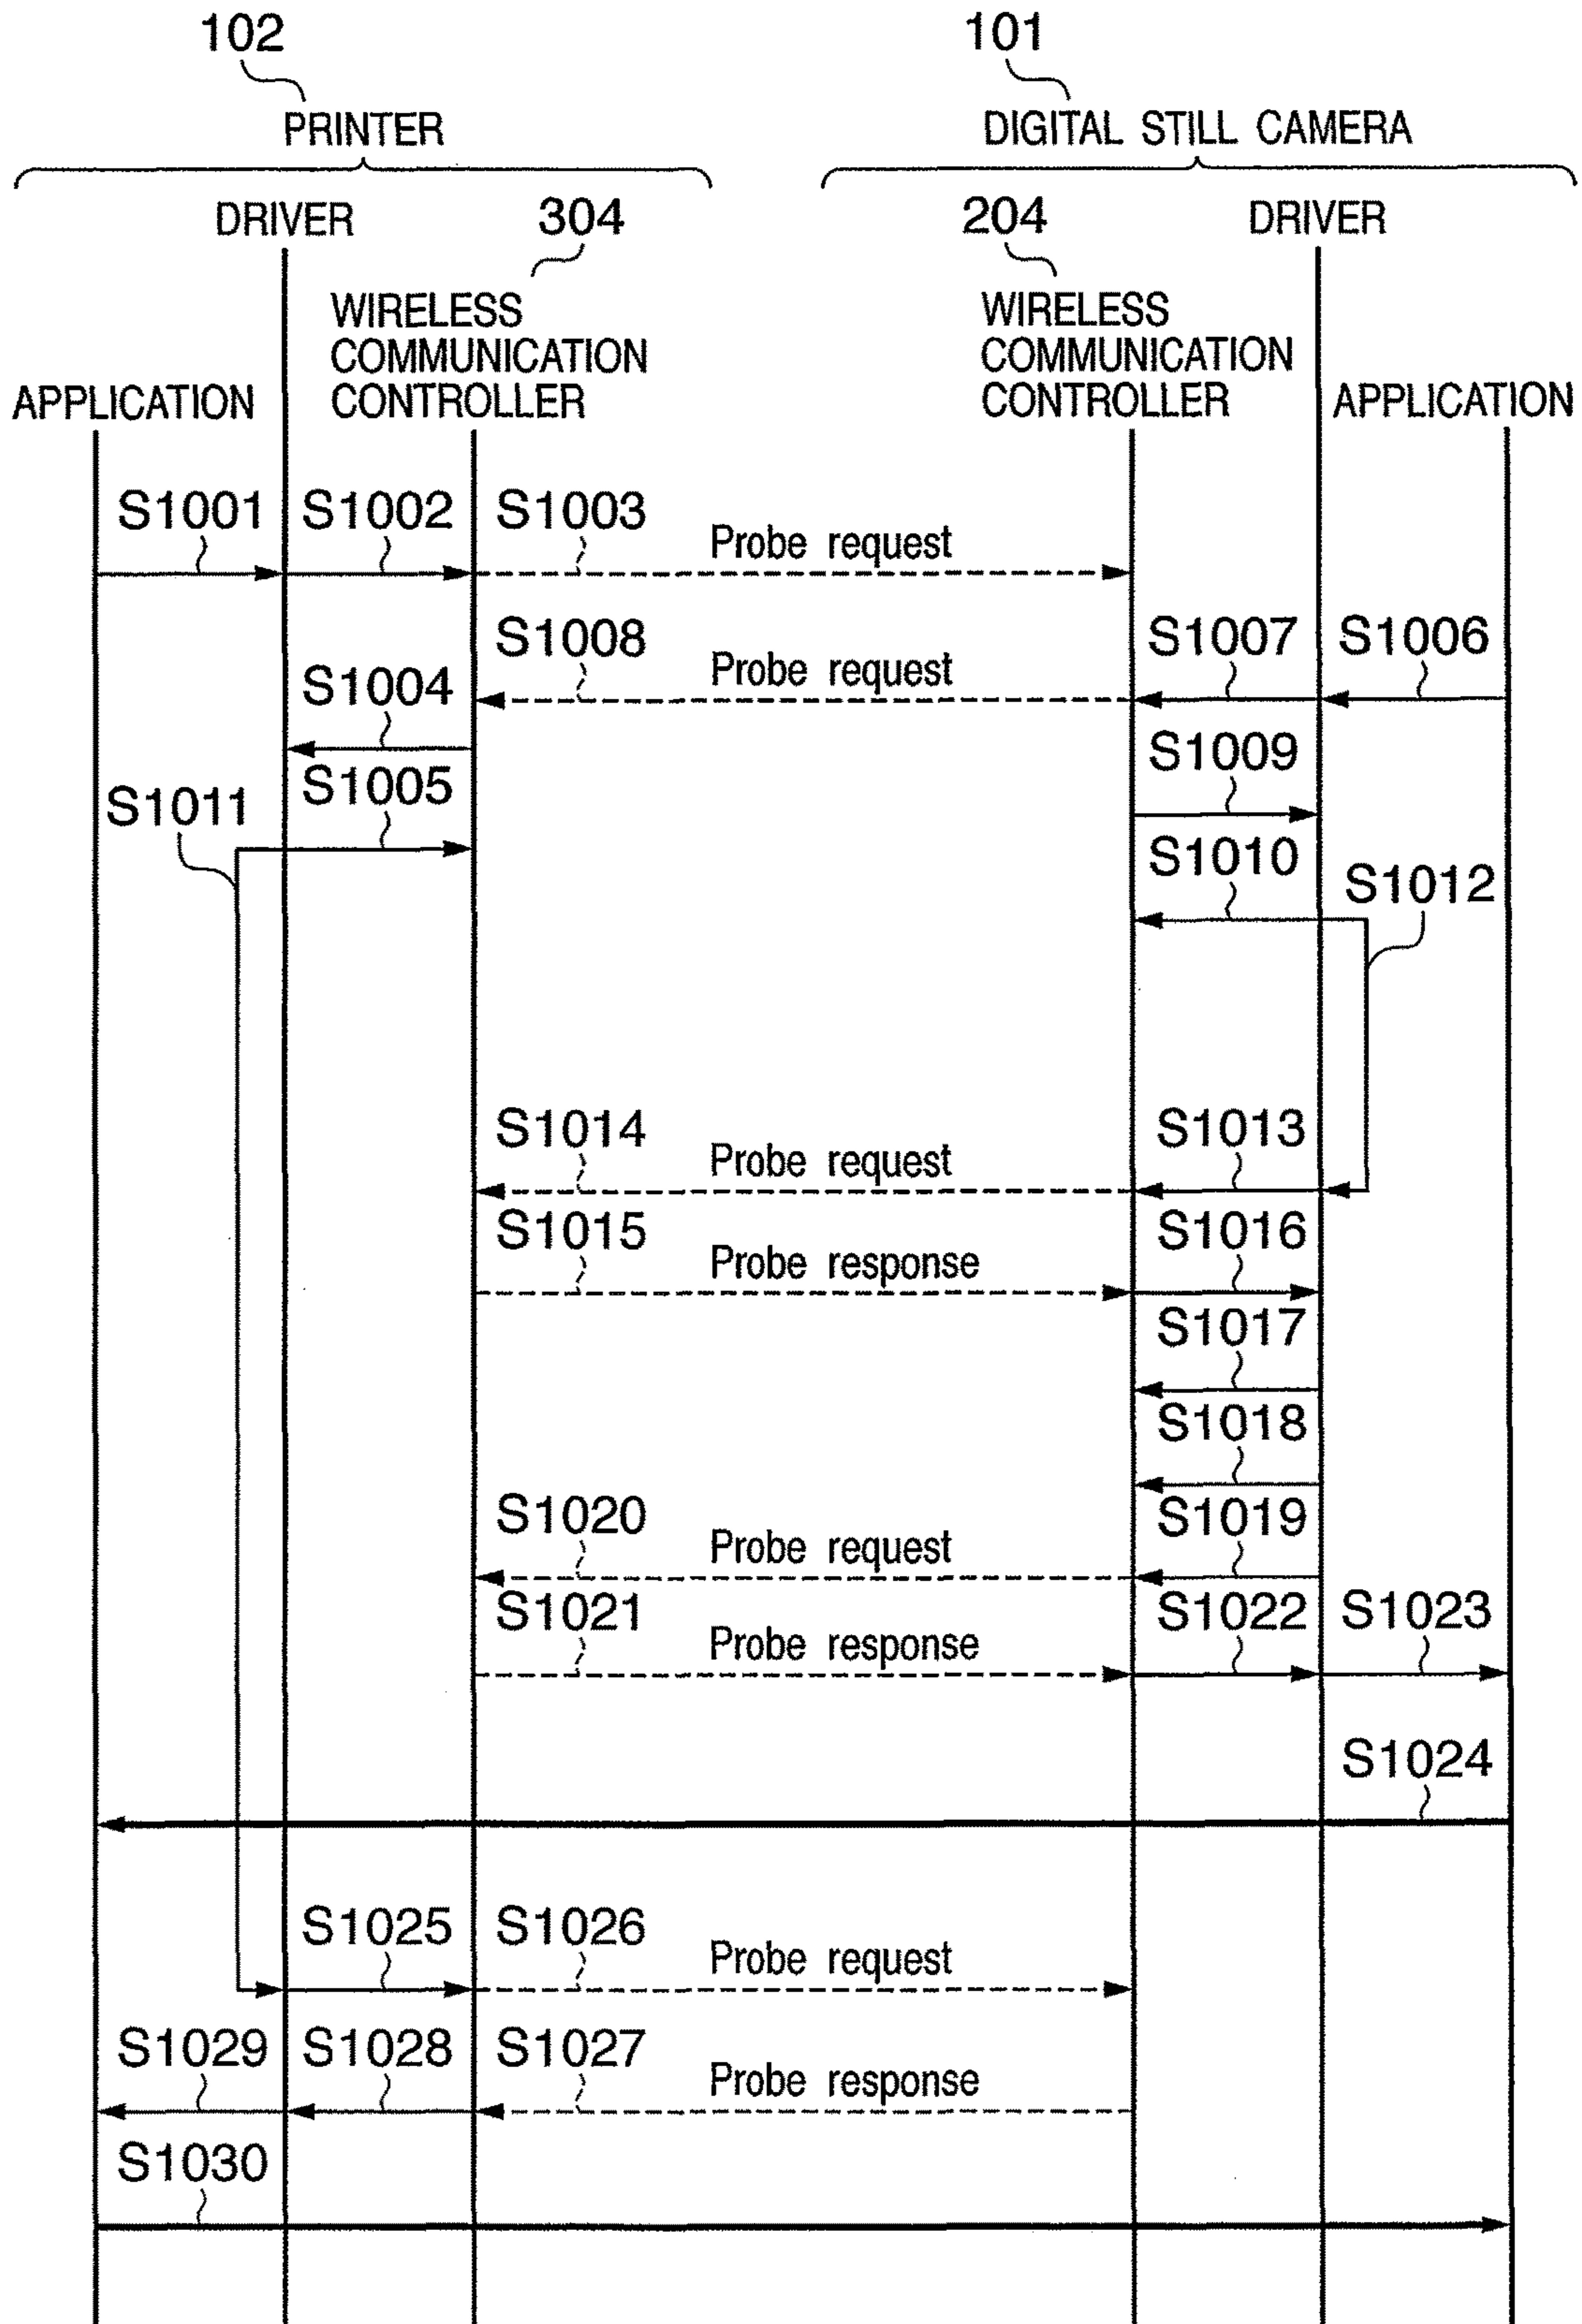 102
101
PRINTER
DIGITAL STILL CAMERA
DRIVER
304
204
DRIVER
WIRELESS
COMMUNICATION
CONTROLLER
WIRELESS
COMMUNICATION
CONTROLLER
APPLICATION
APPLICATION
S1001
S1002
S1003
Probe request
S1008
Probe request
S1007
S1006
S1004
S1009
S1005
S1011
S1010
S1012
S1014
Probe request
S1013
S1015
Probe response
S1016
S1017
S1018
S1020
Probe request
S1019
S1021
Probe response
S1022
S1023
S1024
S1025
S1026
Probe request
S1029
S1028
S1027
Probe response
S1030